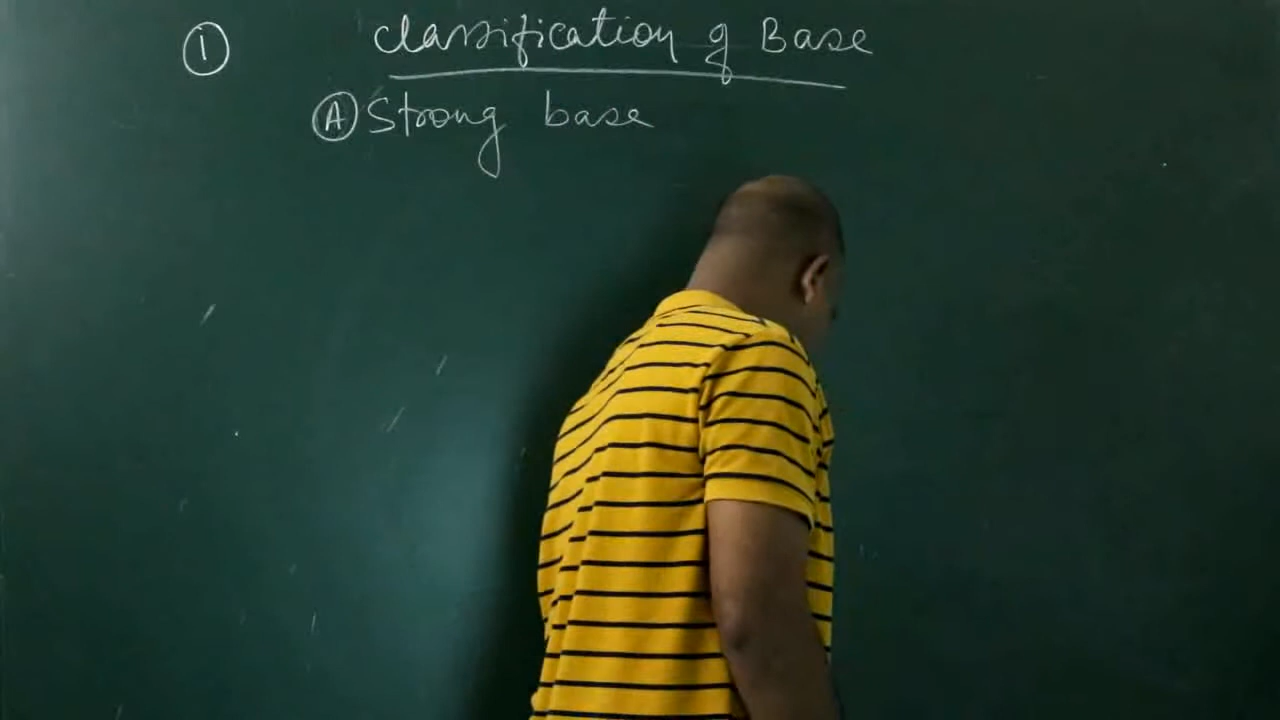 ① Classification of Base
Ⓐ Strong base